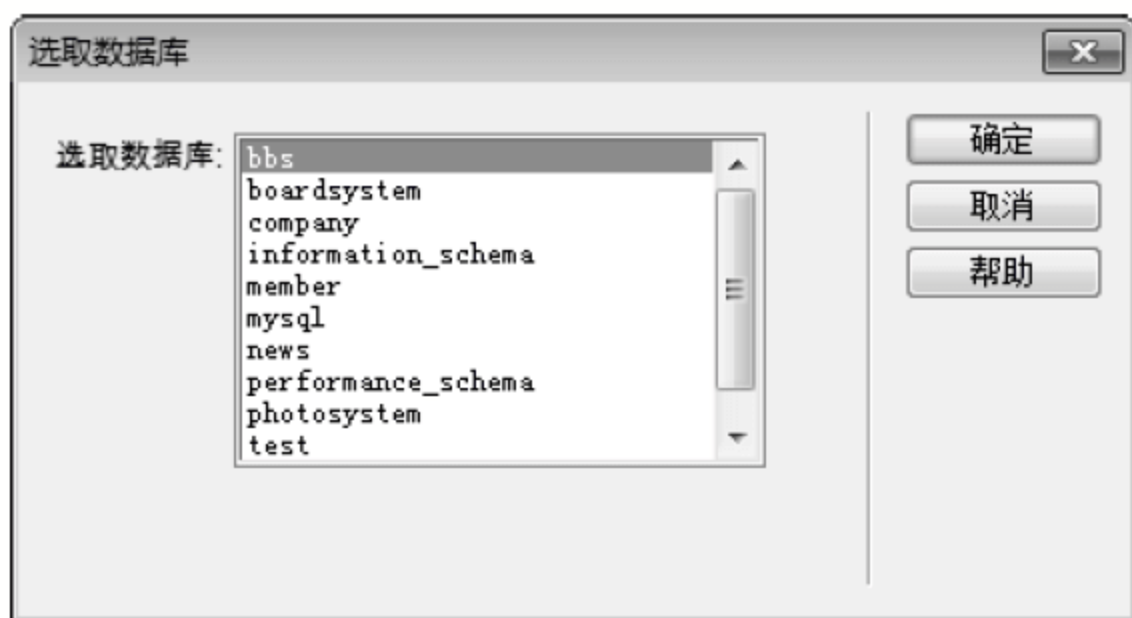 选取数据库
选取数据库:
bbs
boardsystem
company
information_schema
member
mysql
news
performance_schema
photosystem
test
确定
取消
帮助